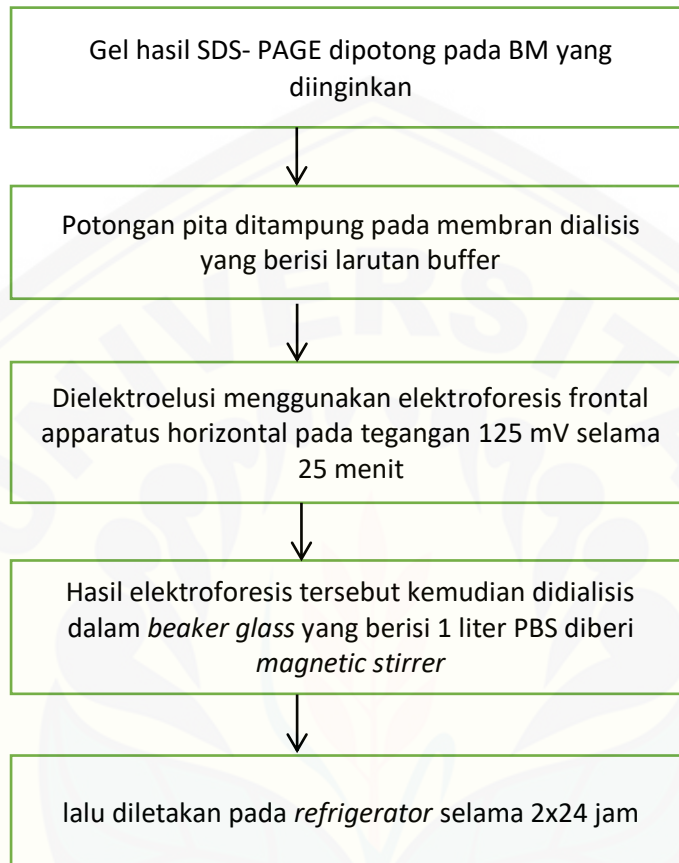 Gel hasil SDS- PAGE dipotong pada BM yang
diinginkan
Potongan pita ditampung pada membran dialisis
yang berisi larutan buffer
Dielektroelusi menggunakan elektroforesis frontal
apparatus horizontal pada tegangan 125 mV selama
25 menit
Hasil elektroforesis tersebut kemudian didialisis
dalam beaker glass yang berisi 1 liter PBS diberi
magnetic stirrer
lalu diletakan pada refrigerator selama 2x24 jam